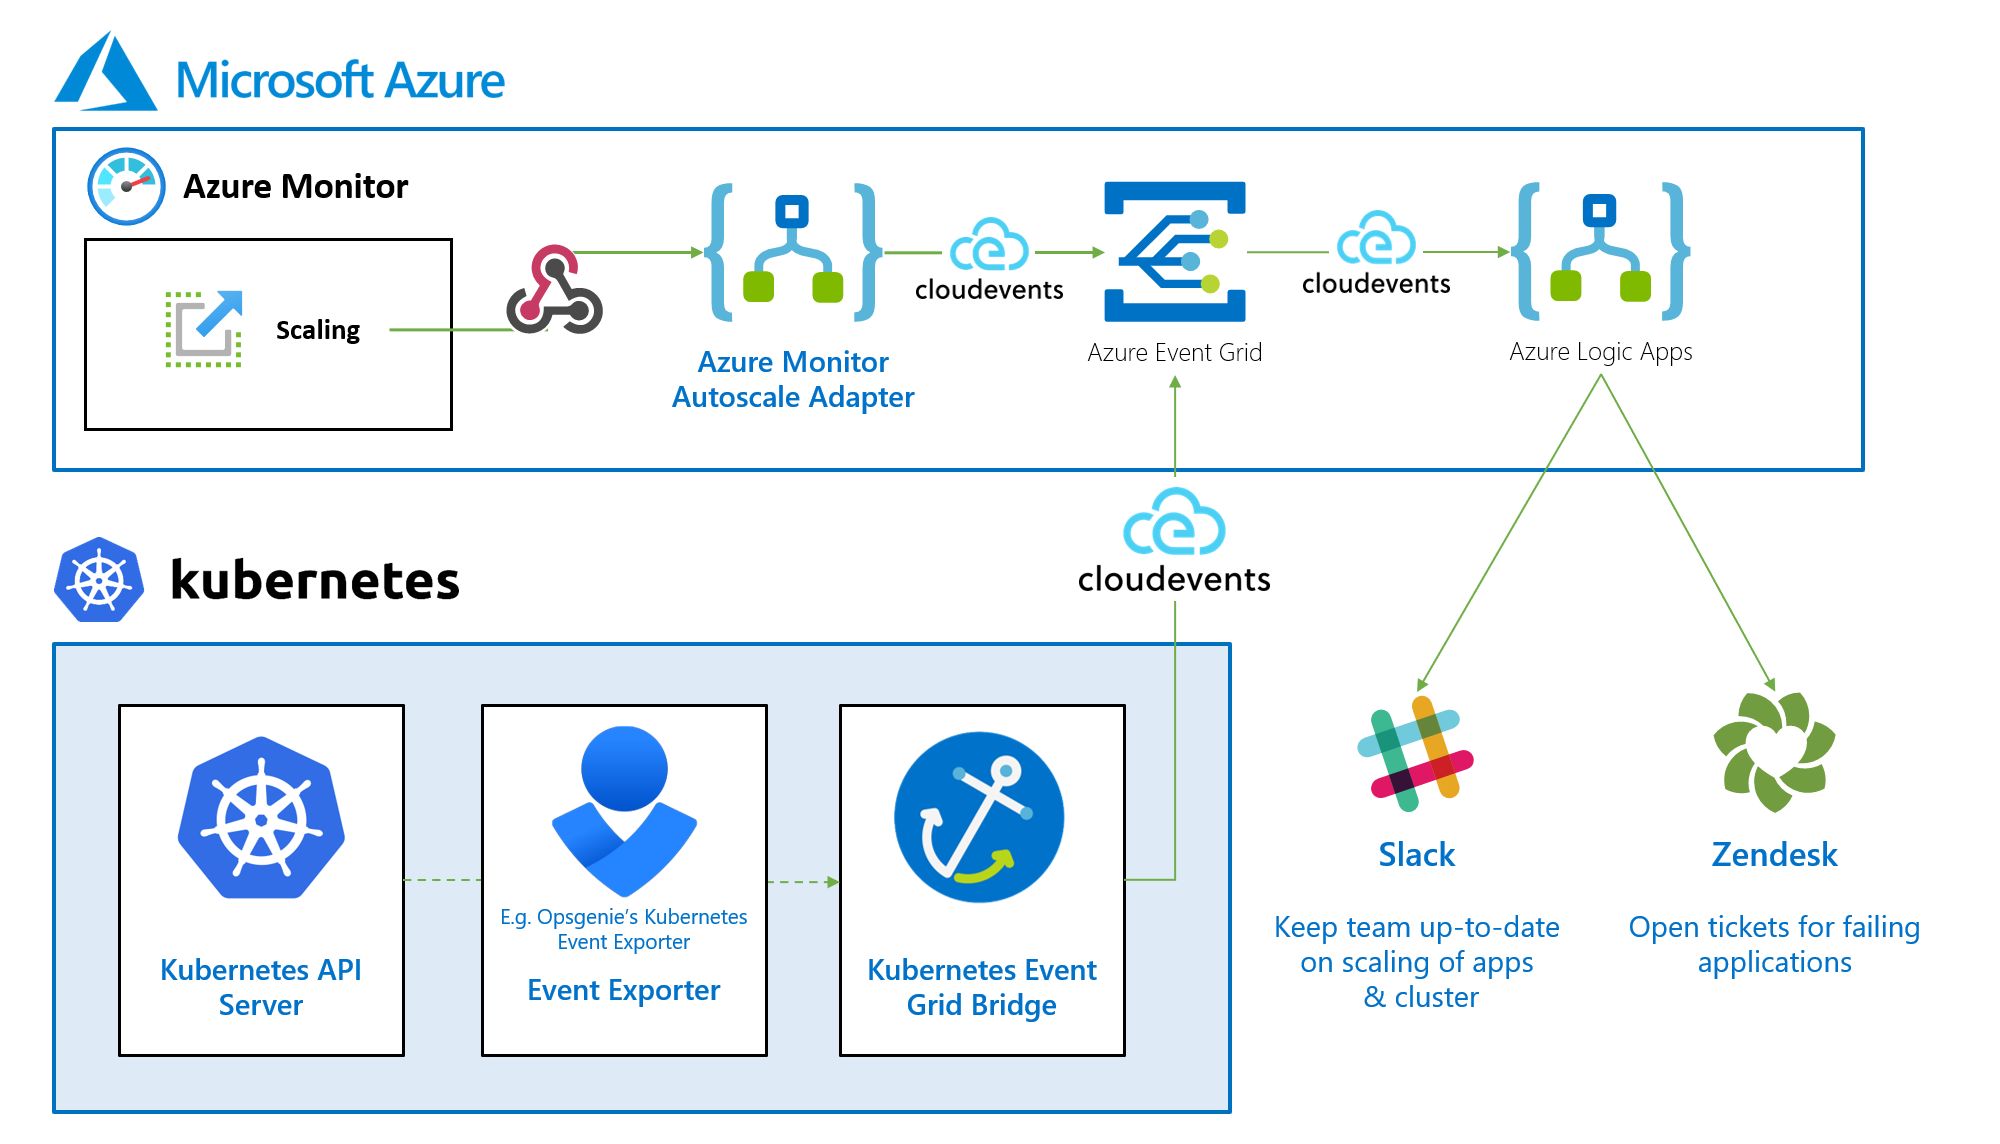 Microsoft Azure
Azure Monitor
Scaling
cloudevents
cloudevents
Azure Monitor
Autoscale Adapter
Azure Event Grid
Azure Logic Apps
cloudevents
kubernetes
E.g. Opsgenie’s Kubernetes
Event Exporter
Kubernetes API
Server
Event Exporter
Kubernetes Event
Grid Bridge
Slack
Keep team up-to-date
on scaling of apps
& cluster
Zendesk
Open tickets for failing
applications